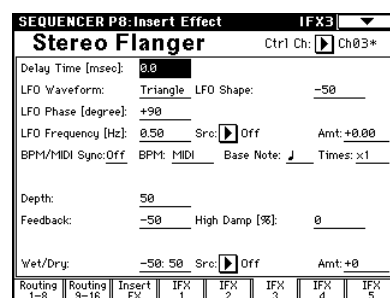 SEQUENCER P8:Insert Effect IFX3
Stereo Flanger Ctrl Ch: Ch03*
Delay Time [msec]: 0.0
LFO Waveform: Triangle LFO Shape: -50
LFO Phase [degree]: +90
LFO Frequency [Hz]: 0.50 Src: Off Amt:+0.00
BPM/MIDI Sync:Off BPM: MIDI Base Note: ♩ Times:×1
Depth: 50
Feedback: -50 High Damp [%]: 0
Wet/Dry: -50: 50 Src: Off Amt:+0
Routing 1-8 Routing 9-16 Insert FX IFX 1 IFX 2 IFX 3 IFX 4 IFX 5